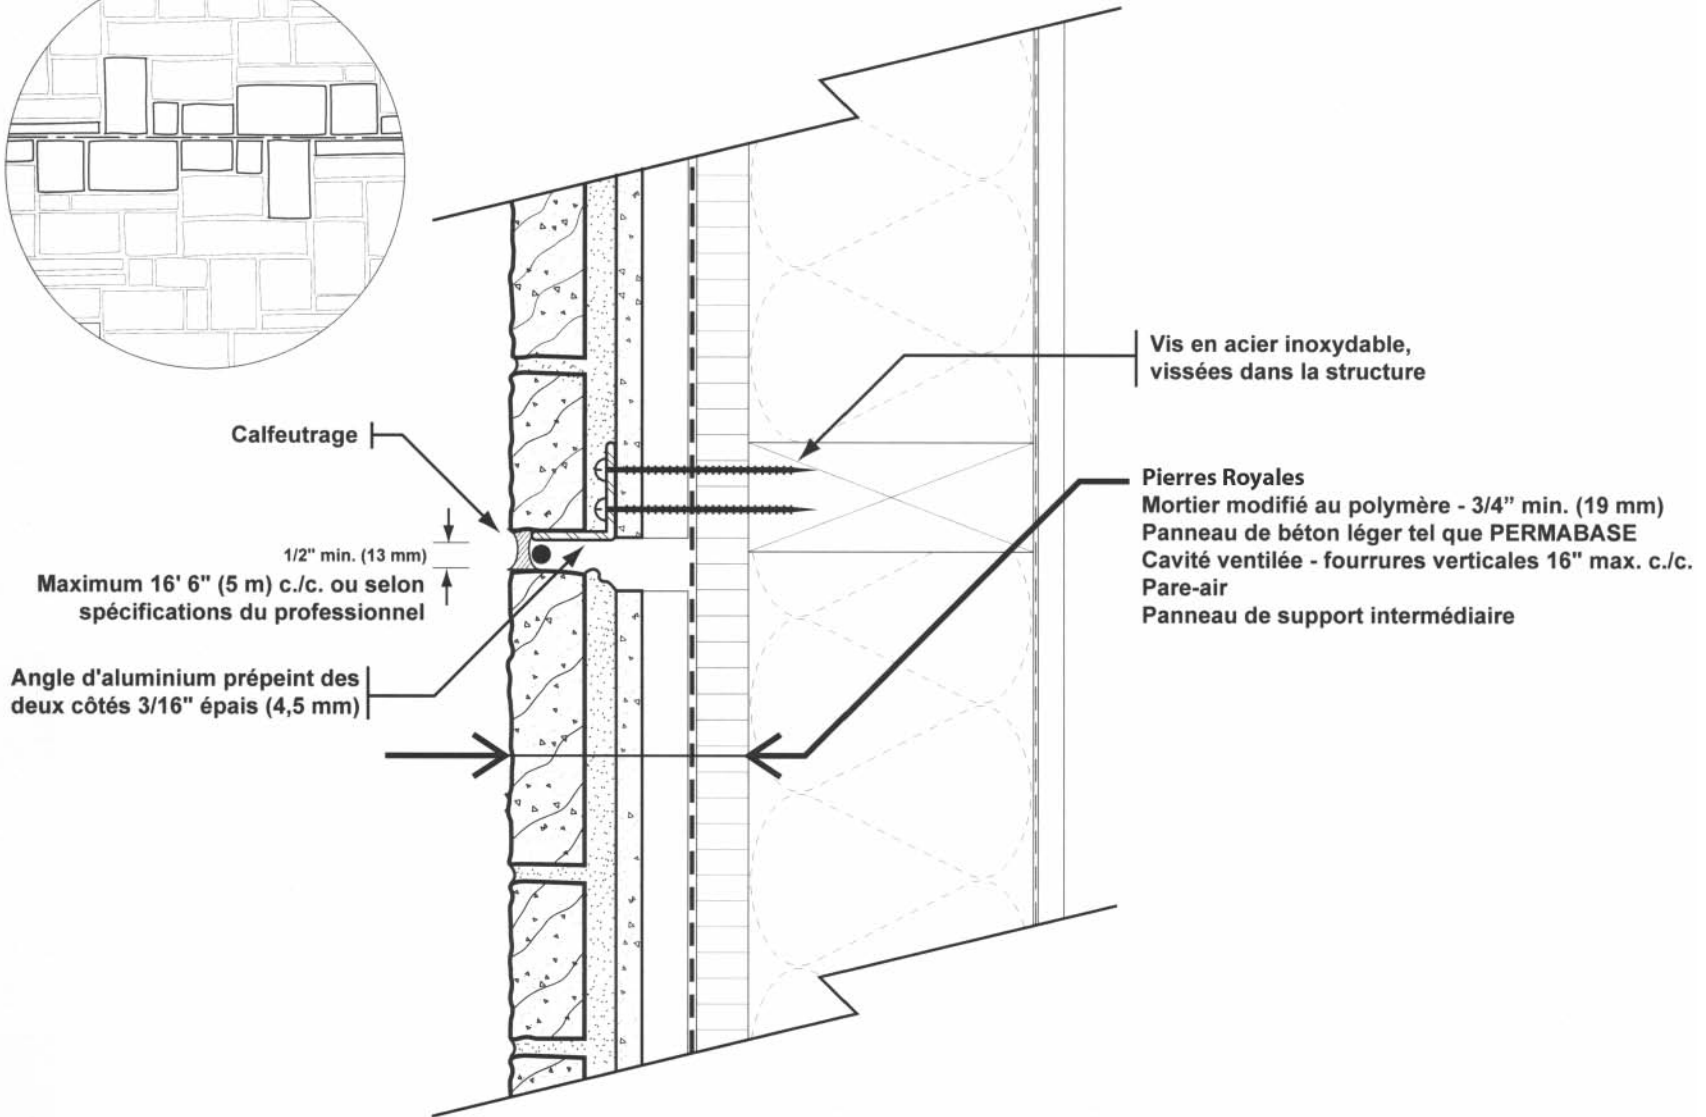 Vis en acier inoxydable,
vissées dans la structure
Calfeutrage
Pierres Royales
Mortier modifié au polymère - 3/4” min. (19 mm)
Panneau de béton léger tel que PERMABASE
Cavité ventilée - fourrures verticales 16" max. c./c.
Pare-air
Panneau de support intermédiaire
1/2" min. (13 mm)
Maximum 16' 6" (5 m) c./c. ou selon
spécifications du professionnel
Angle d'aluminium prépeint des
deux côtés 3/16" épais (4,5 mm)